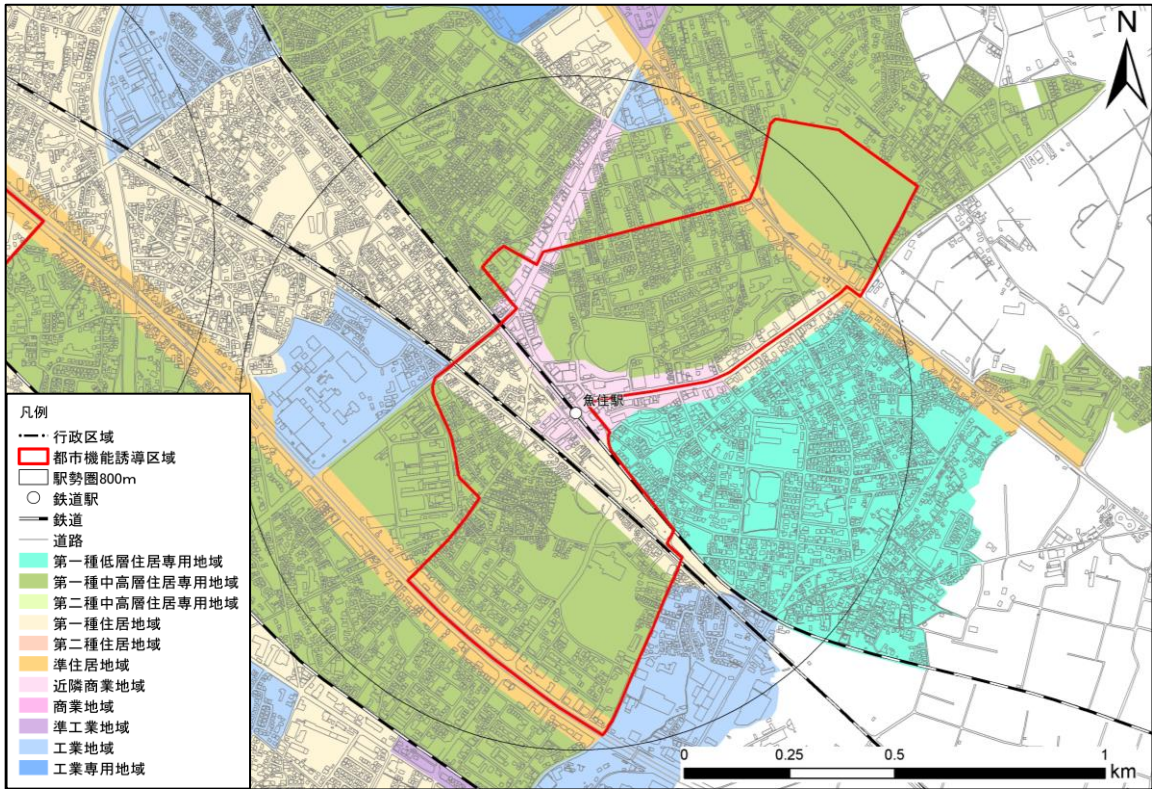 N
魚住駅
凡例
行政区域
都市機能誘導区域
駅勢圏800m
鉄道駅
鉄道
道路
第一種低層住居専用地域
第一種中高層住居専用地域
第二種中高層住居専用地域
第一種住居地域
第二種住居地域
準住居地域
近隣商業地域
商業地域
準工業地域
工業地域
工業専用地域
0 0.25 0.5 1
km